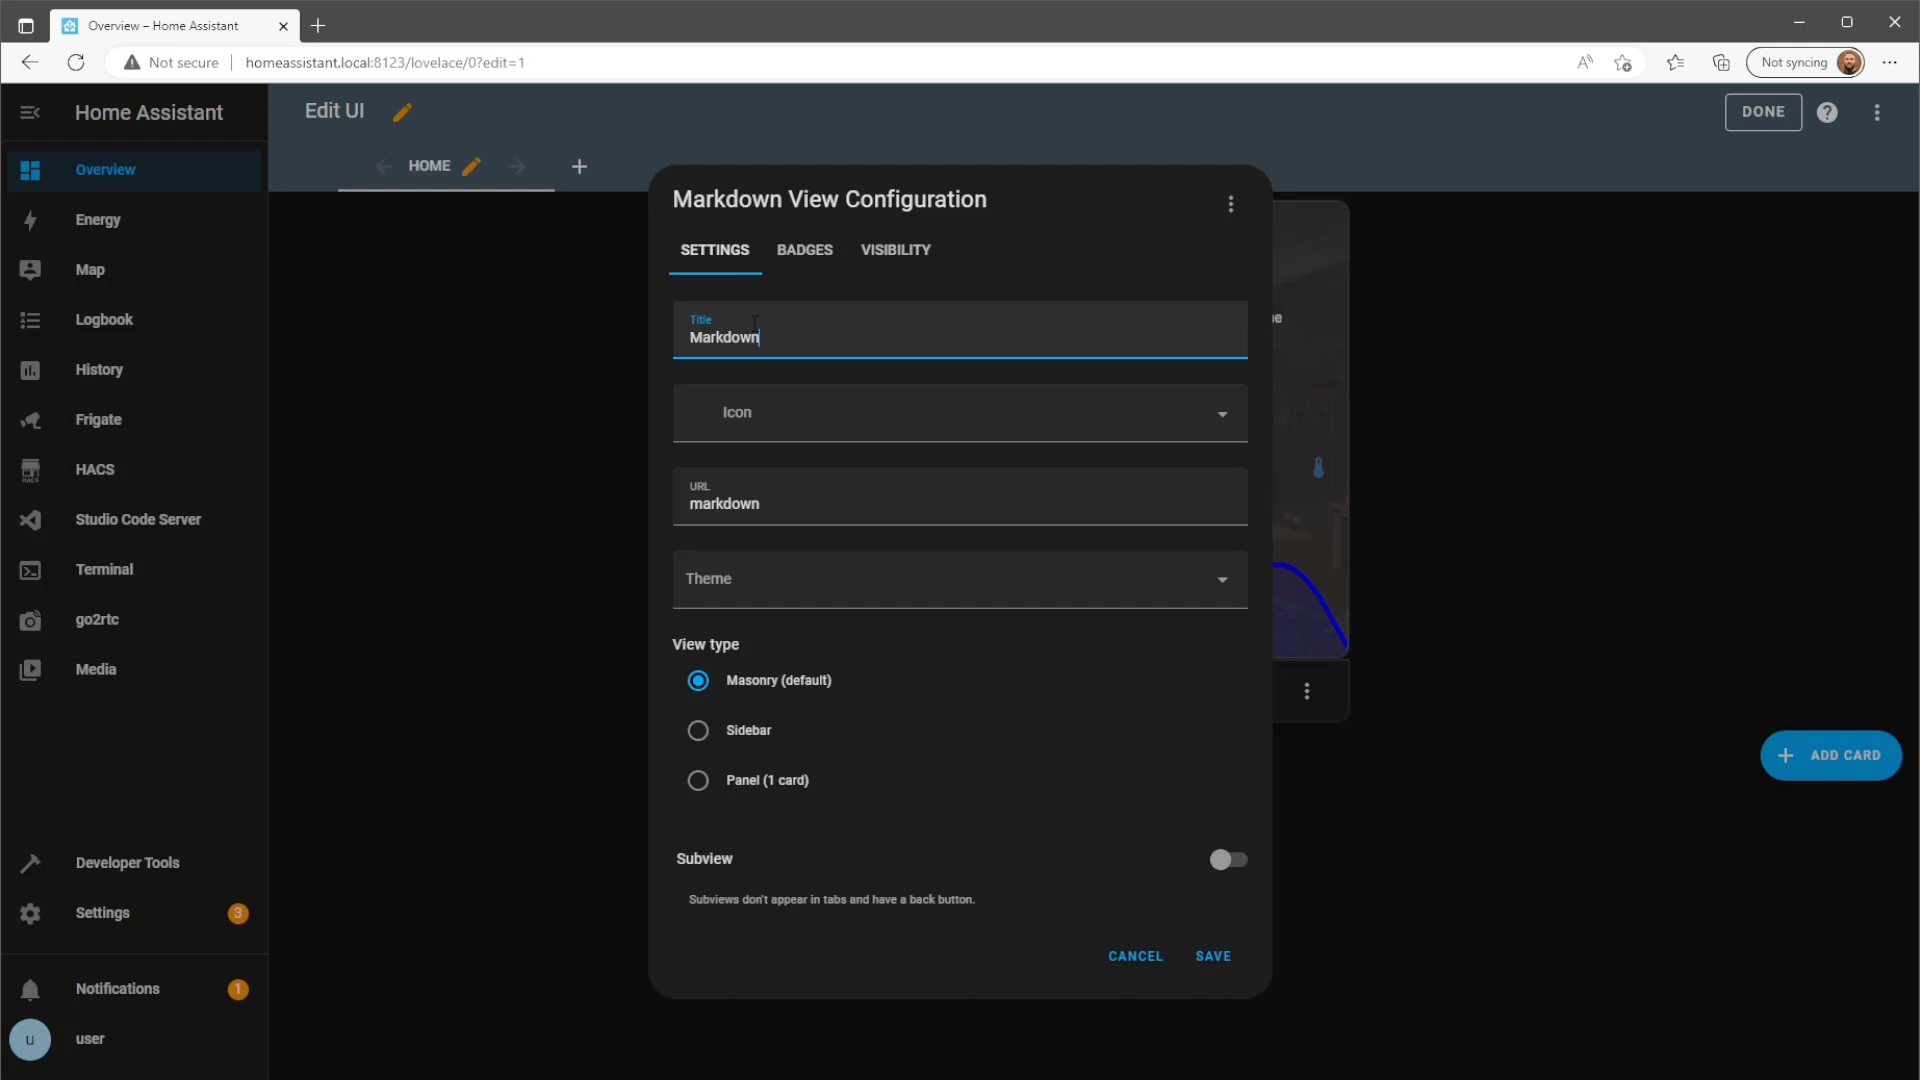 Overview – Home Assistant
Not secure
homeassistant.local:8123/lovelace/0?edit=1
Not syncing
Home Assistant
Edit UI
DONE
HOME
Overview
Energy
Map
Logbook
History
Frigate
HACS
HACS
Studio Code Server
Terminal
go2rtc
Media
Developer Tools
Settings
3
Notifications
1
u
user
Markdown View Configuration
SETTINGS
BADGES
VISIBILITY
Title
Markdown
Icon
URL
markdown
Theme
View type
Masonry (default)
Sidebar
Panel (1 card)
Subview
Subviews don't appear in tabs and have a back button.
CANCEL
SAVE
ADD CARD